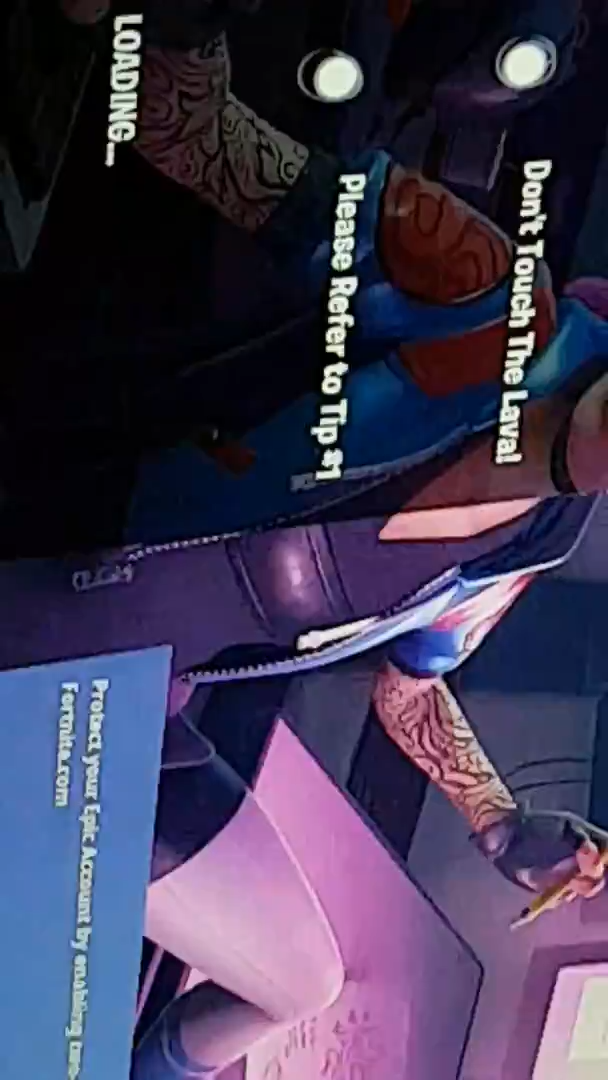 Don't Touch The Lava!
Please Refer to Tip #1
LOADING...
Protect your Epic Account by enabling
Fortnite.com